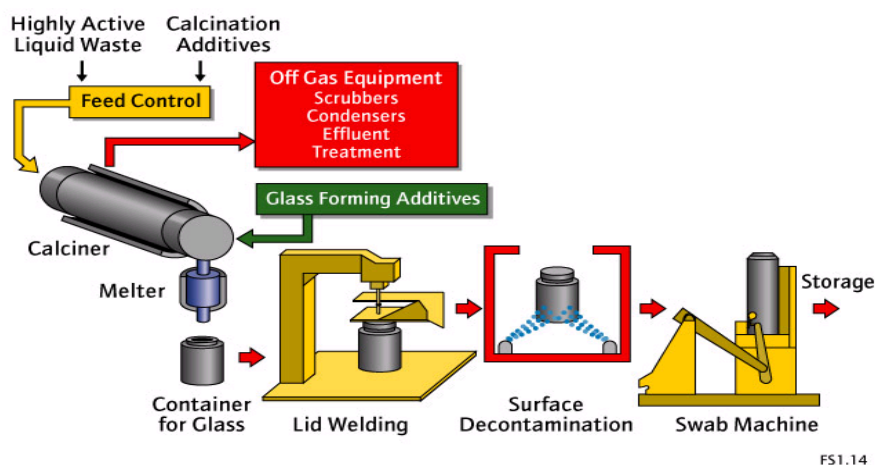 Highly Active
Liquid Waste
Calcination
Additives
Feed Control
Off Gas Equipment
Scrubbers
Condensers
Effluent
Treatment
Glass Forming Additives
Calciner
Melter
Storage
Container
for Glass
Lid Welding
Surface
Decontamination
Swab Machine
FS1.14